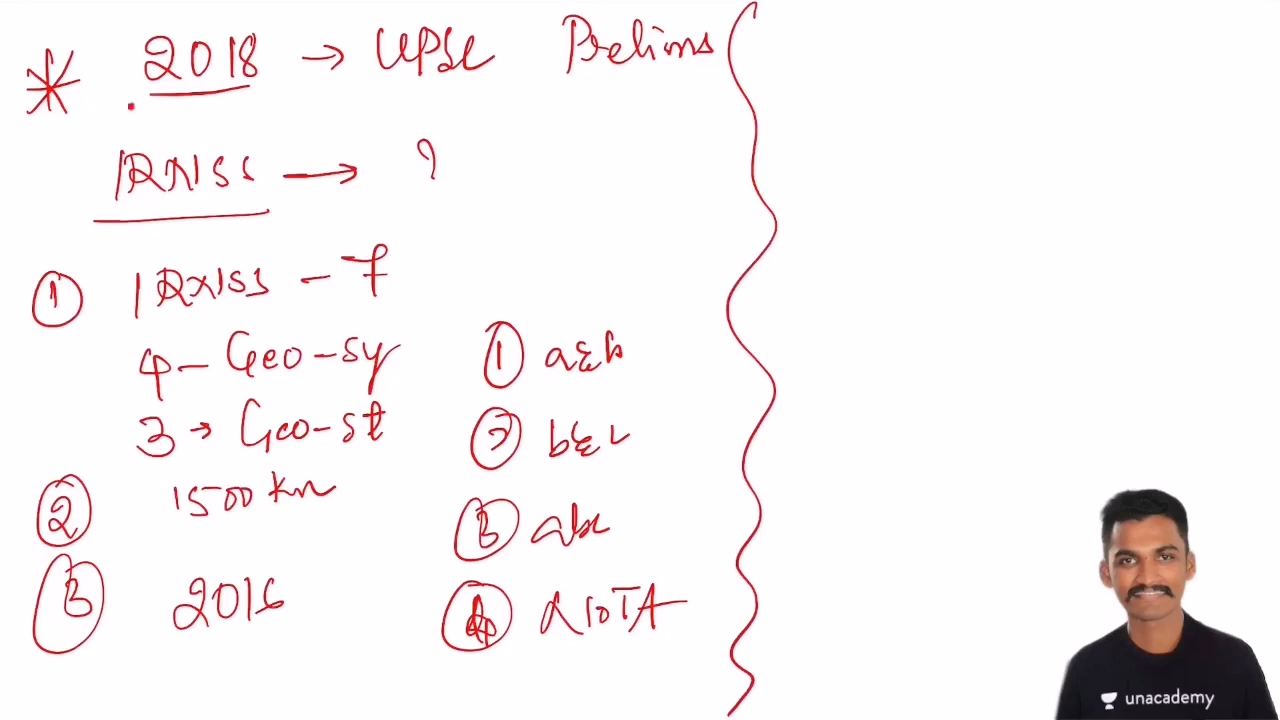 2018 → UPSC Prelims
IRNSS → ?
① IRNSS - 7
4 - Geo-sy
3 → Geo-st
② 1500 km
③ 2016
① a & b
② b & c
③ abc
④
unacademy